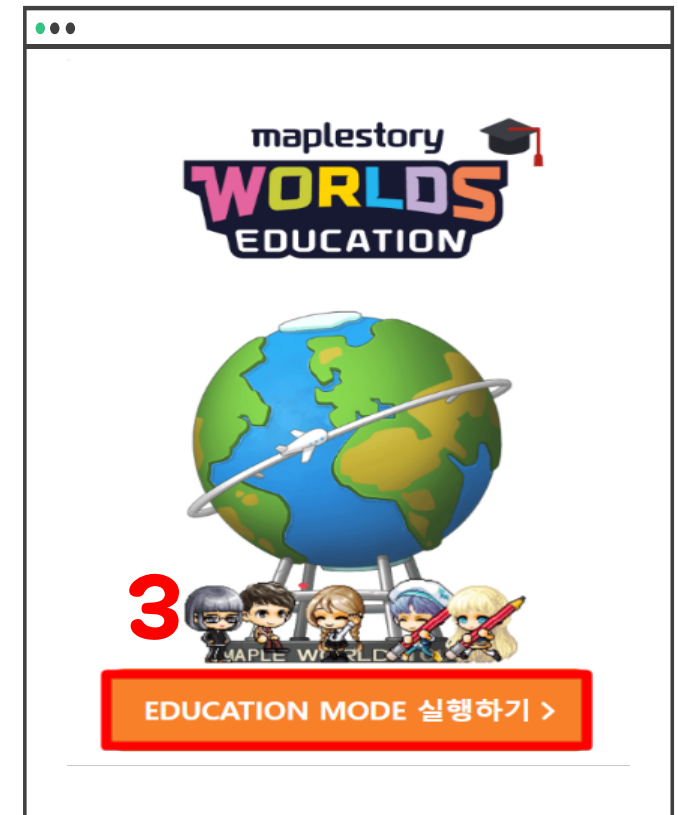 maplestory
WORLDS
EDUCATION
3
MAPLE WORLD
EDUCATION MODE 실행하기 >